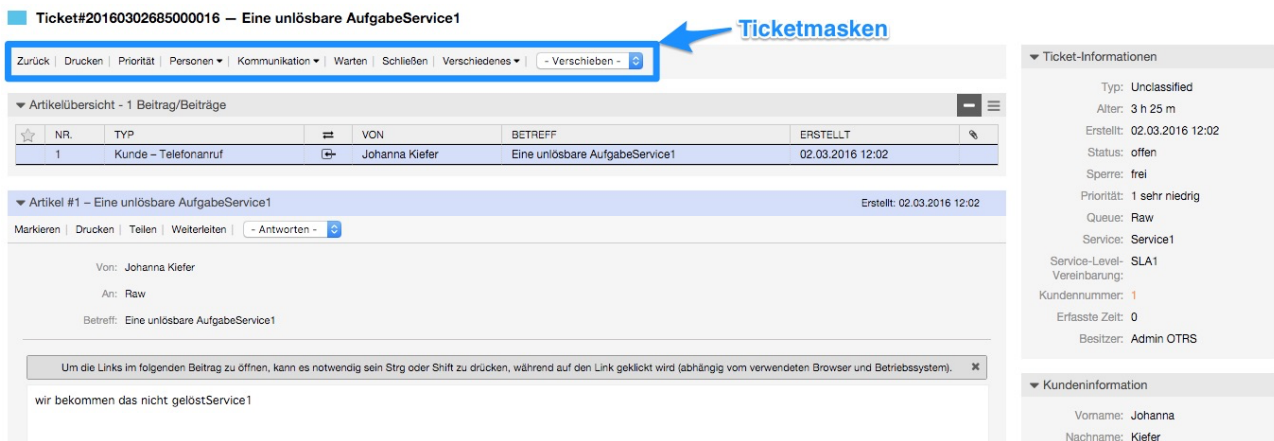 Ticket#20160302685000016 — Eine unlösbare AufgabeService1
Ticketmasken
Zurück | Drucken | Priorität | Personen | Kommunikation | Warten | Schließen | Verschiedenes | - Verschieben -
Artikelübersicht - 1 Beitrag/Beiträge
NR. TYP VON BETREFF ERSTELLT
1 Kunde – Telefonanruf Johanna Kiefer Eine unlösbare AufgabeService1 02.03.2016 12:02
Artikel #1 – Eine unlösbare AufgabeService1 Erstellt: 02.03.2016 12:02
Markieren | Drucken | Teilen | Weiterleiten | - Antworten -
Von: Johanna Kiefer
An: Raw
Betreff: Eine unlösbare AufgabeService1
Um die Links im folgenden Beitrag zu öffnen, kann es notwendig sein Strg oder Shift zu drücken, während auf den Link geklickt wird (abhängig vom verwendeten Browser und Betriebssystem).
wir bekommen das nicht gelöstService1
Ticket-Informationen
Typ: Unclassified
Alter: 3 h 25 m
Erstellt: 02.03.2016 12:02
Status: offen
Sperre: frei
Priorität: 1 sehr niedrig
Queue: Raw
Service: Service1
Service-Level- SLA1
Vereinbarung:
Kundennummer: 1
Erfasste Zeit: 0
Besitzer: Admin OTRS
Kundeninformation
Vorname: Johanna
Nachname: Kiefer